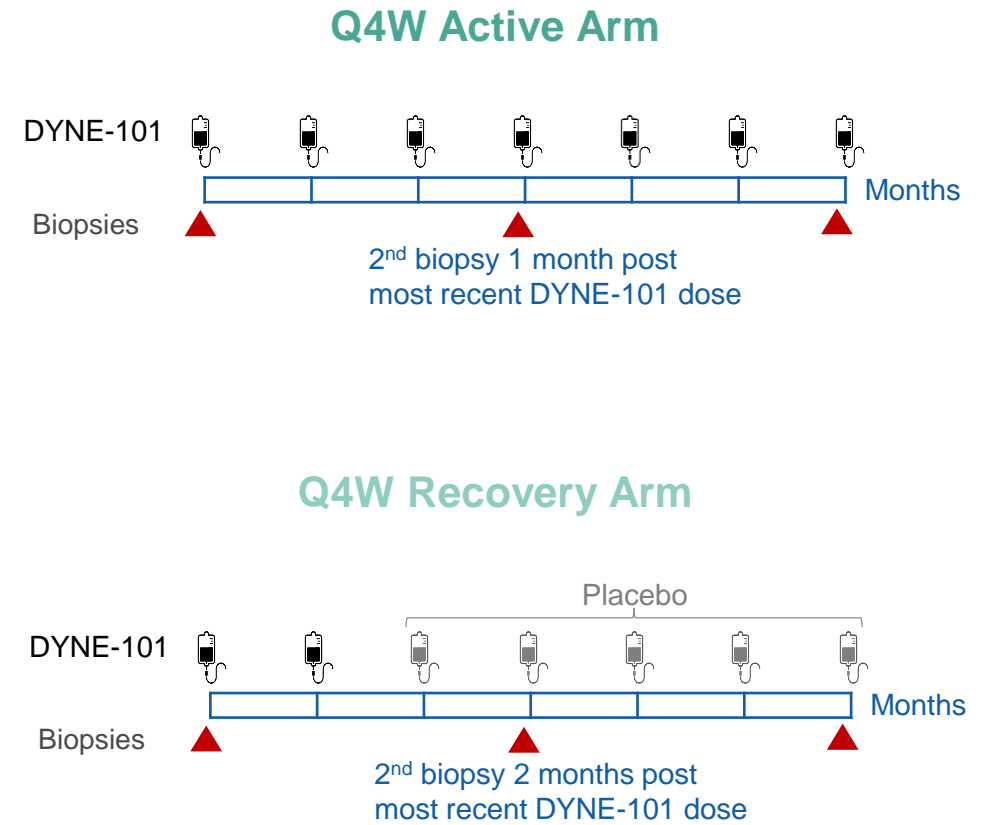 Q4W Active Arm
DYNE-101
Months
Biopsies
2nd biopsy 1 month post
most recent DYNE-101 dose
Q4W Recovery Arm
Placebo
DYNE-101
Months
Biopsies
2nd biopsy 2 months post
most recent DYNE-101 dose